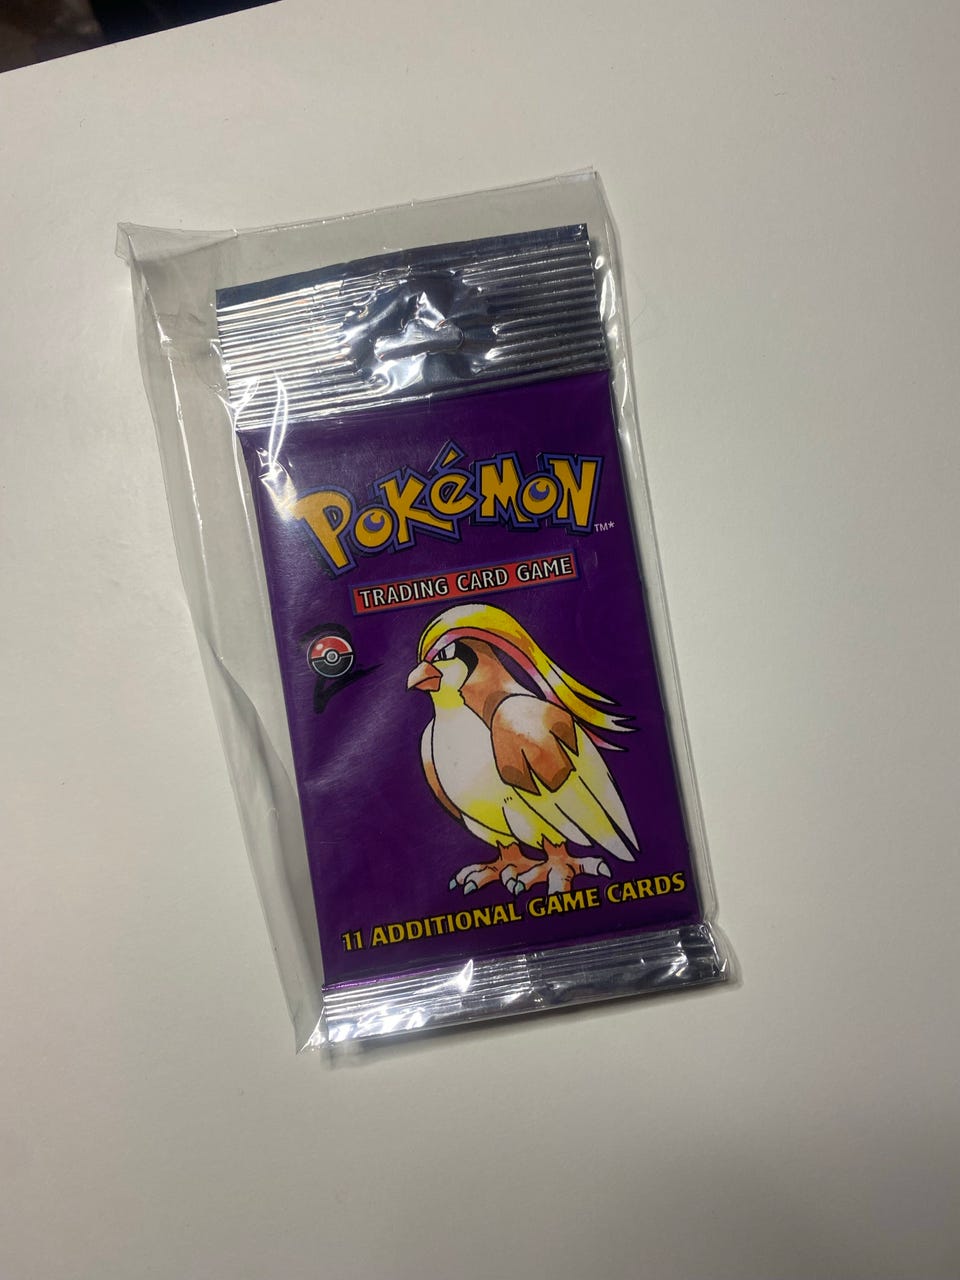 POKéMON
TM*
TRADING CARD GAME
11 ADDITIONAL GAME CARDS